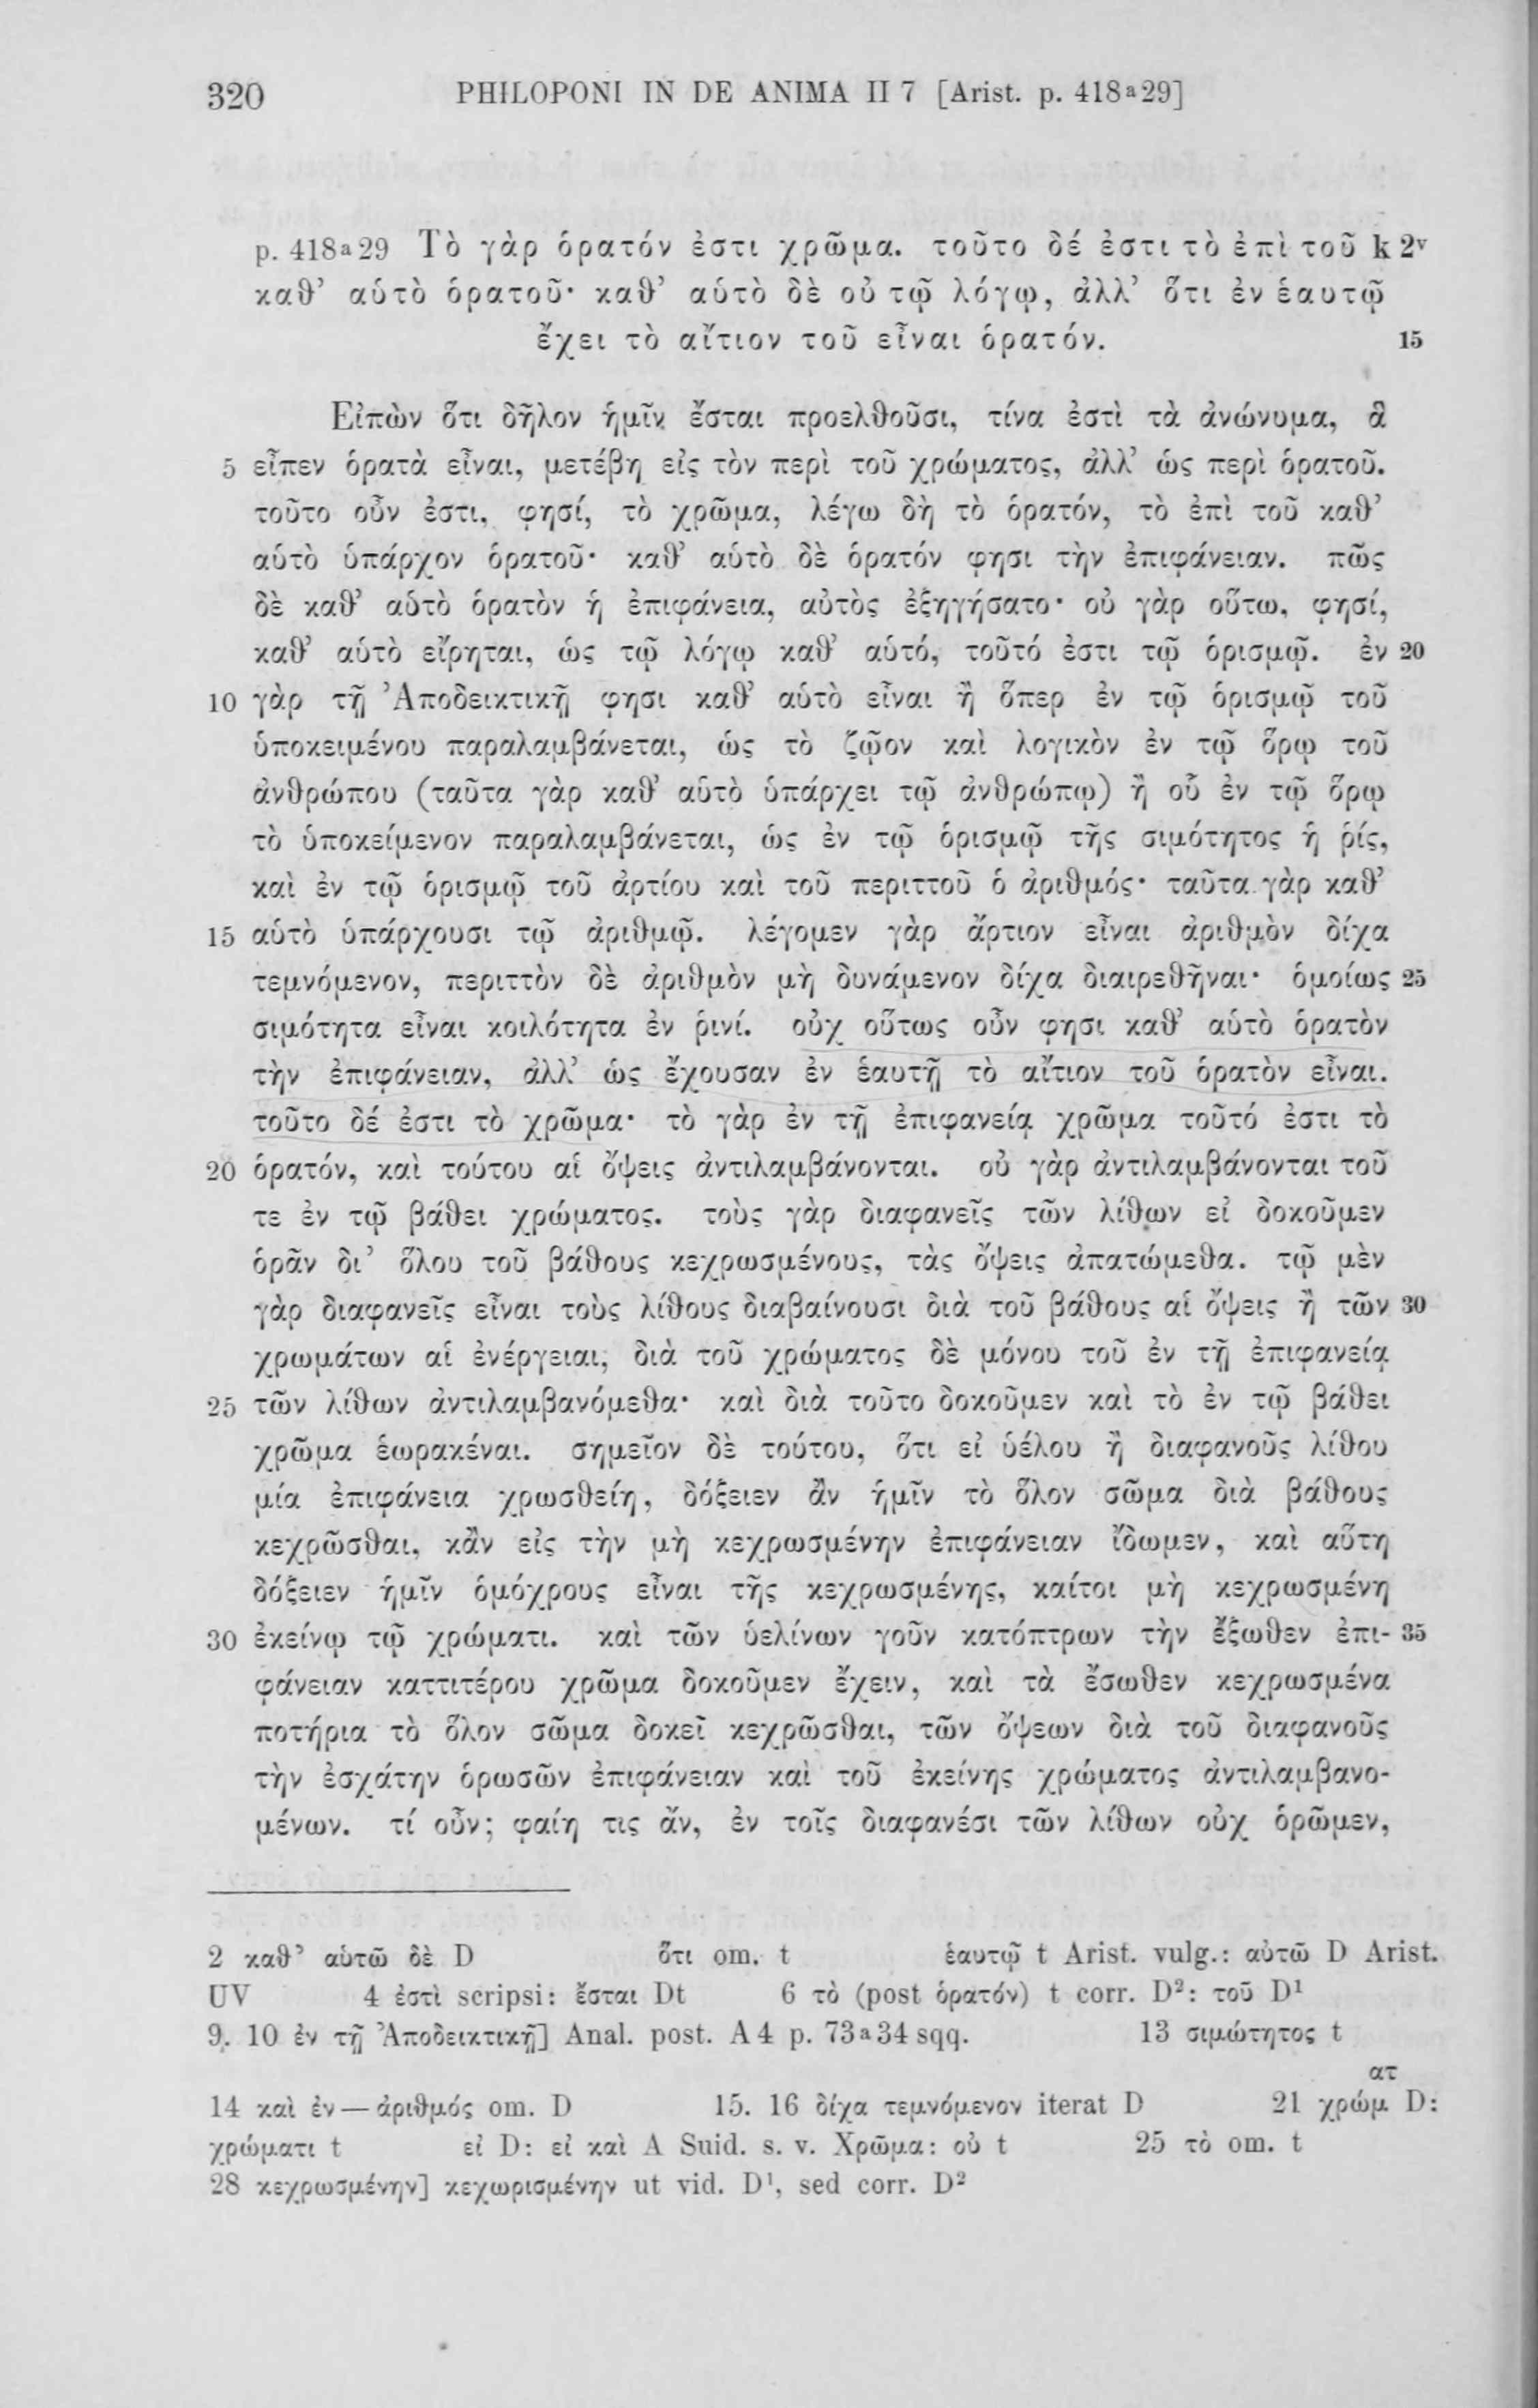 320 PHILOPONI IN DE ANIMA II 7 [Arist. p. 418a29]
p. 418a29 Τὸ γὰρ ὁρατόν ἐστι χρῶμα. τοῦτο δέ ἐστι τὸ ἐπὶ τοῦ k 2v
καθ’ αὑτὸ ὁρατοῦ· καθ’ αὑτὸ δὲ οὐ τῷ λόγῳ, ἀλλ’ ὅτι ἐν ἑαυτῷ
ἔχει τὸ αἴτιον τοῦ εἶναι ὁρατόν. 15
Εἰπὼν ὅτι δῆλον ἡμῖν ἔσται προελθοῦσι, τίνα ἐστὶ τὰ ἀνώνυμα, ἃ
5 εἶπεν ὁρατὰ εἶναι, μετέβη εἰς τὸν περὶ τοῦ χρώματος, ἀλλ’ ὡς περὶ ὁρατοῦ.
τοῦτο οὖν ἐστι, φησί, τὸ χρῶμα, λέγω δὴ τὸ ὁρατόν, τὸ ἐπὶ τοῦ καθ’
αὑτὸ ὑπάρχον ὁρατοῦ· καθ’ αὑτὸ δὲ ὁρατόν φησι τὴν ἐπιφάνειαν. πῶς
δὲ καθ’ αὑτὸ ὁρατὸν ἡ ἐπιφάνεια, αὐτὸς ἐξηγήσατο· οὐ γὰρ οὕτω, φησί,
καθ’ αὑτὸ εἴρηται, ὡς τῷ λόγῳ καθ’ αὑτό, τοῦτό ἐστι τῷ ὁρισμῷ. ἐν 20
10 γὰρ τῇ Ἀποδεικτικῇ φησι καθ’ αὑτὸ εἶναι ἢ ὅπερ ἐν τῷ ὁρισμῷ τοῦ
ὑποκειμένου παραλαμβάνεται, ὡς τὸ ζῷον καὶ λογικὸν ἐν τῷ ὅρῳ τοῦ
ἀνθρώπου (ταῦτα γὰρ καθ’ αὑτὸ ὑπάρχει τῷ ἀνθρώπῳ) ἢ οὗ ἐν τῷ ὅρῳ
τὸ ὑποκείμενον παραλαμβάνεται, ὡς ἐν τῷ ὁρισμῷ τῆς σιμότητος ἡ ῥίς,
καὶ ἐν τῷ ὁρισμῷ τοῦ ἀρτίου καὶ τοῦ περιττοῦ ὁ ἀριθμός· ταῦτα γὰρ καθ’
15 αὑτὸ ὑπάρχουσι τῷ ἀριθμῷ. λέγομεν γὰρ ἄρτιον εἶναι ἀριθμὸν δίχα
τεμνόμενον, περιττὸν δὲ ἀριθμὸν μὴ δυνάμενον δίχα διαιρεθῆναι· ὁμοίως 25
σιμότητα εἶναι κοιλότητα ἐν ῥινί. οὐχ οὕτως οὖν φησι καθ’ αὑτὸ ὁρατὸν
τὴν ἐπιφάνειαν, ἀλλ’ ὡς ἔχουσαν ἐν ἑαυτῇ τὸ αἴτιον τοῦ ὁρατὸν εἶναι.
τοῦτο δέ ἐστι τὸ χρῶμα· τὸ γὰρ ἐν τῇ ἐπιφανείᾳ χρῶμα τοῦτό ἐστι τὸ
20 ὁρατόν, καὶ τούτου αἱ ὄψεις ἀντιλαμβάνονται. οὐ γὰρ ἀντιλαμβάνονται τοῦ
τε ἐν τῷ βάθει χρώματος. τοὺς γὰρ διαφανεῖς τῶν λίθων εἰ δοκοῦμεν
ὁρᾶν δι’ ὅλου τοῦ βάθους κεχρωσμένους, τὰς ὄψεις ἀπατώμεθα. τῷ μὲν
γὰρ διαφανεῖς εἶναι τοὺς λίθους διαβαίνουσι διὰ τοῦ βάθους αἱ ὄψεις ἢ τῶν 30
χρωμάτων αἱ ἐνέργειαι, διὰ τοῦ χρώματος δὲ μόνου τοῦ ἐν τῇ ἐπιφανείᾳ
25 τῶν λίθων ἀντιλαμβανόμεθα· καὶ διὰ τοῦτο δοκοῦμεν καὶ τὸ ἐν τῷ βάθει
χρῶμα ἑωρακέναι. σημεῖον δὲ τούτου, ὅτι εἰ ὑέλου ἢ διαφανοῦς λίθου
μία ἐπιφάνεια χρωσθείη, δόξειεν ἂν ἡμῖν τὸ ὅλον σῶμα διὰ βάθους
κεχρῶσθαι, κἂν εἰς τὴν μὴ κεχρωσμένην ἐπιφάνειαν ἴδωμεν, καὶ αὕτη
δόξειεν ἡμῖν ὁμόχρους εἶναι τῆς κεχρωσμένης, καίτοι μὴ κεχρωσμένη
30 ἐκείνῳ τῷ χρώματι. καὶ τῶν ὑελίνων γοῦν κατόπτρων τὴν ἔξωθεν ἐπι- 35
φάνειαν καττιτέρου χρῶμα δοκοῦμεν ἔχειν, καὶ τὰ ἔσωθεν κεχρωσμένα
ποτήρια τὸ ὅλον σῶμα δοκεῖ κεχρῶσθαι, τῶν ὄψεων διὰ τοῦ διαφανοῦς
τὴν ἐσχάτην ὁρωσῶν ἐπιφάνειαν καὶ τοῦ ἐκείνης χρώματος ἀντιλαμβανο-
μένων. τί οὖν; φαίη τις ἄν, ἐν τοῖς διαφανέσι τῶν λίθων οὐχ ὁρῶμεν,
2 καθ’ αὑτῶ δὲ D ὅτι om. t ἑαυτῷ t Arist. vulg.: αὐτῶ D Arist.
UV 4 ἐστὶ scripsi: ἔσται Dt 6 τὸ (post ὁρατόν) t corr. D²: τοῦ D¹
9. 10 ἐν τῇ Ἀποδεικτικῇ] Anal. post. A 4 p. 73a34 sqq. 13 σιμώτητος t
14 καὶ ἐν — ἀριθμός om. D 15. 16 δίχα τεμνόμενον iterat D 21 χρώμ ατ D:
χρώματι t εἰ D: εἰ καὶ A Suid. s. v. Χρῶμα: οὐ t 25 τὸ om. t
28 κεχρωσμένην] κεχωρισμένην ut vid. D¹, sed corr. D²